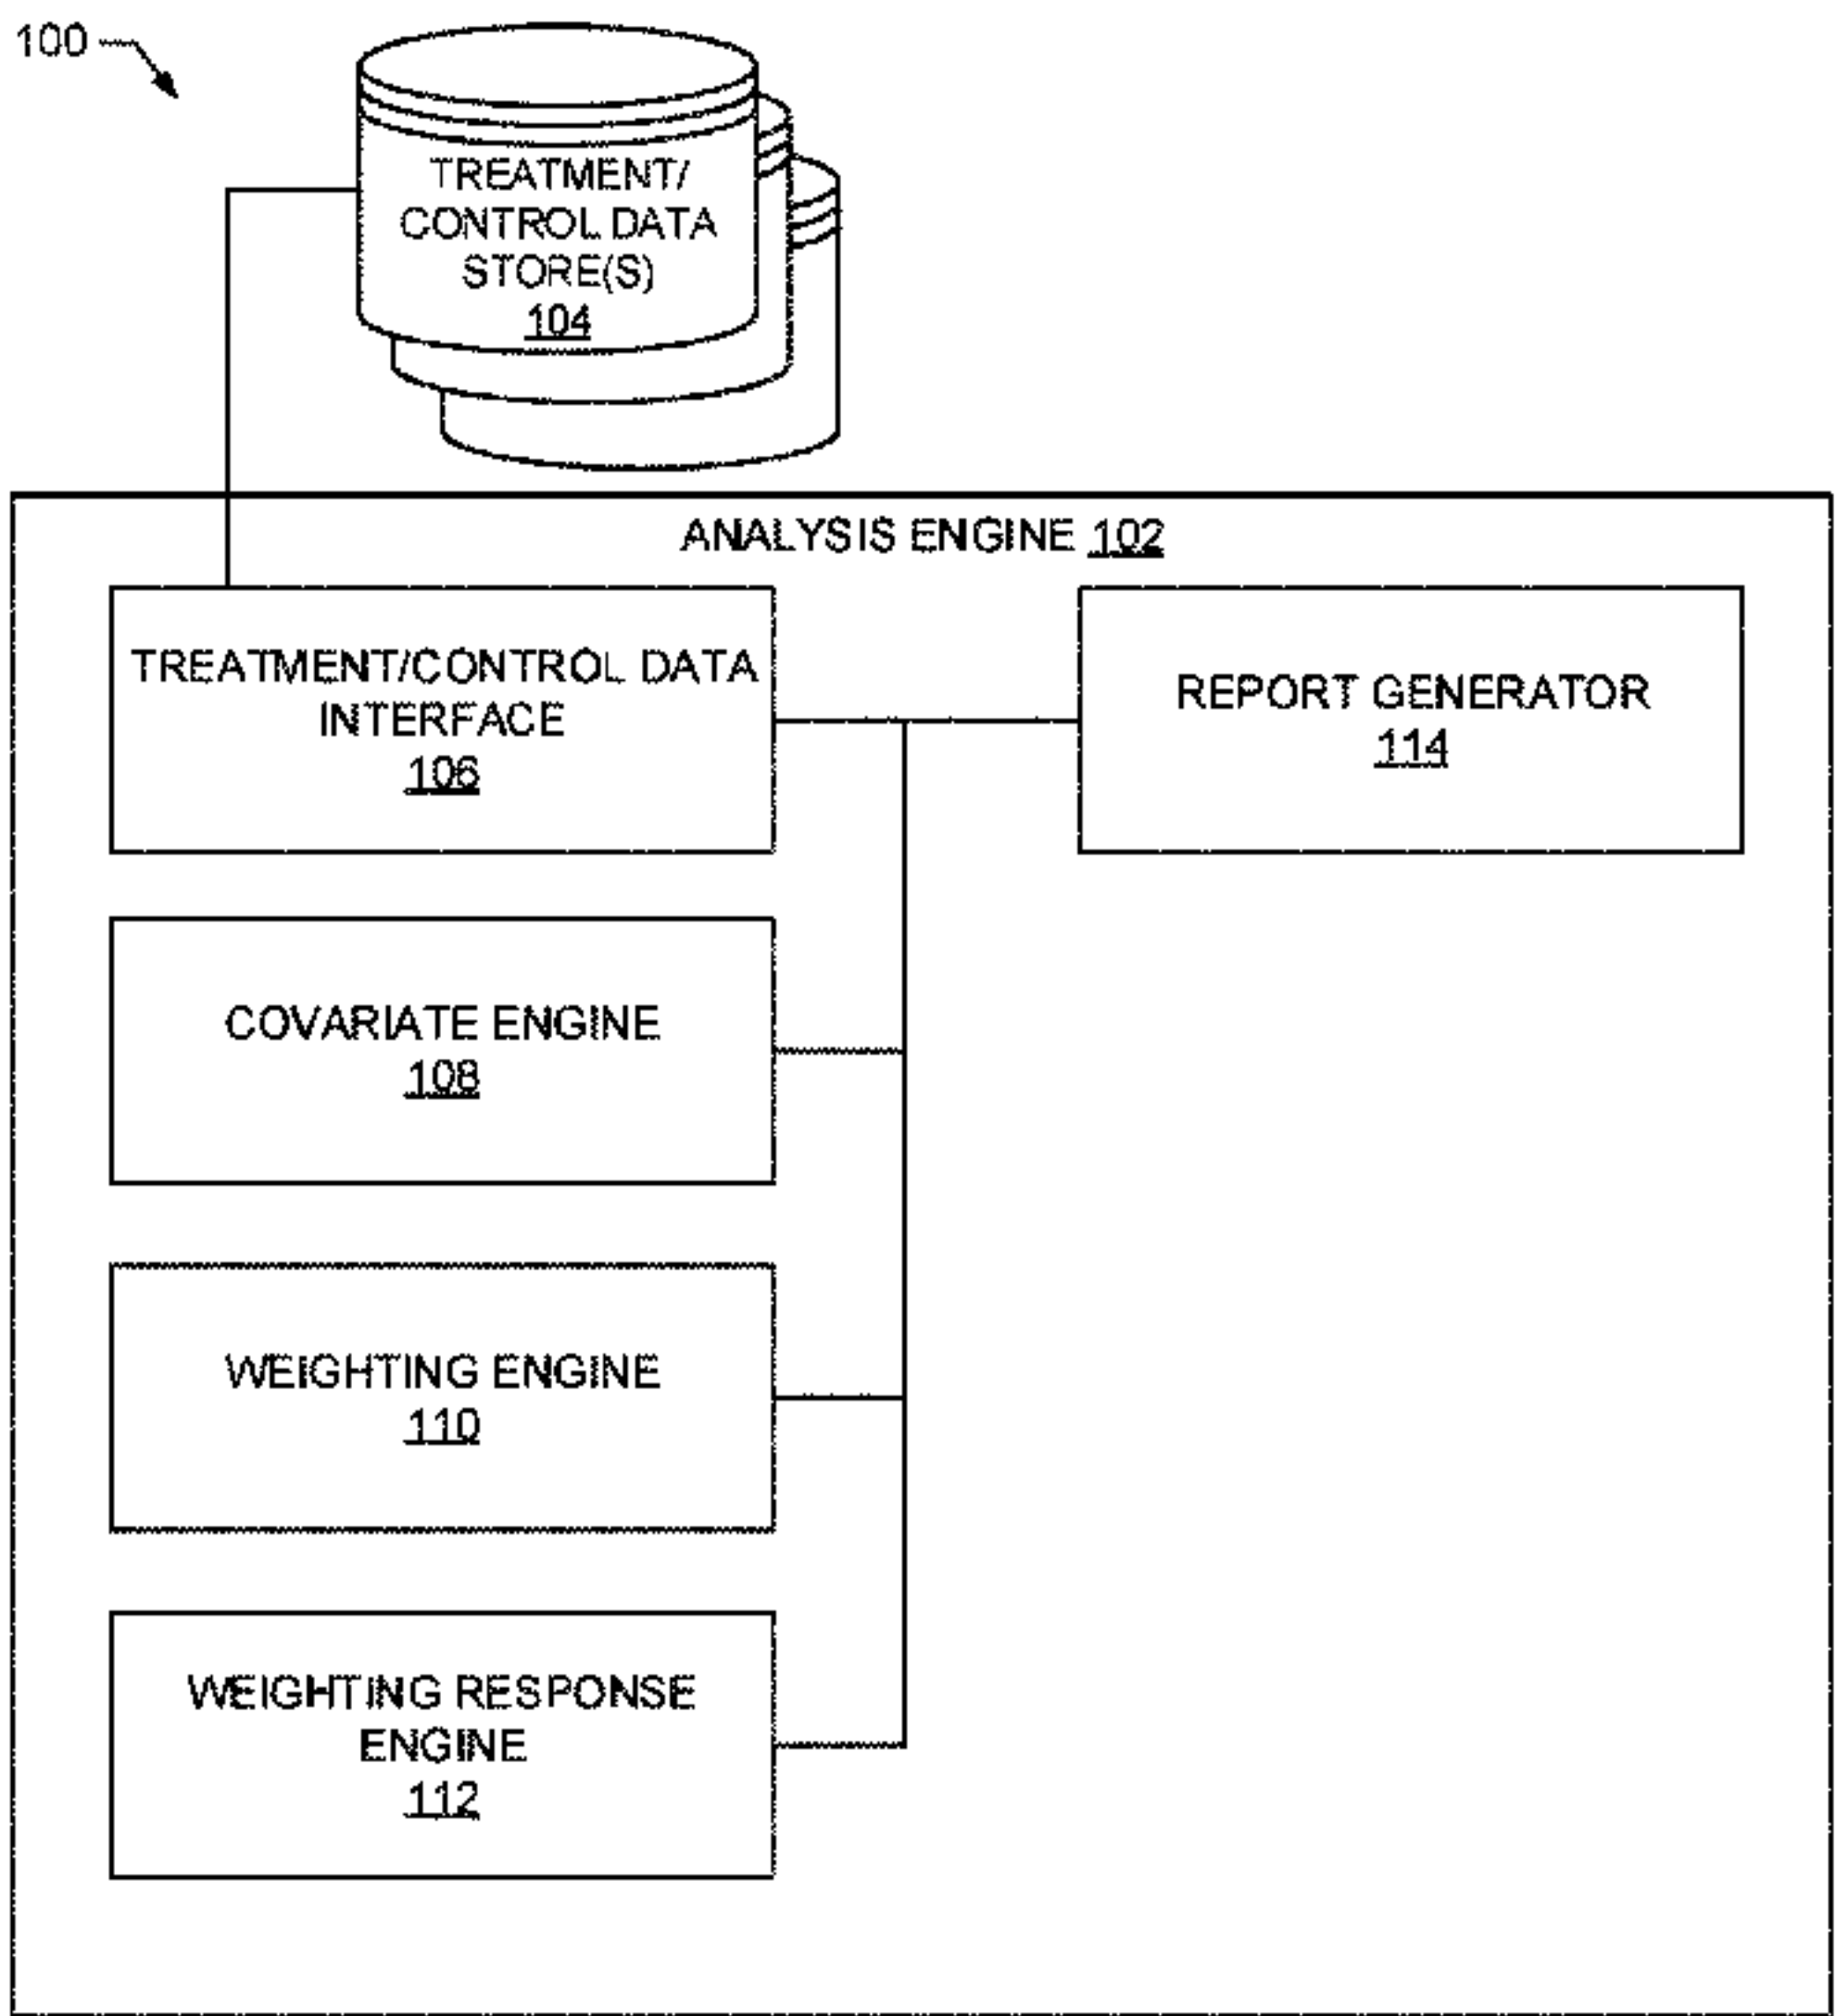 100
TREATMENT/
CONTROL DATA
STORE(S)
104
ANALYSIS ENGINE 102
TREATMENT/CONTROL DATA
INTERFACE
106
REPORT GENERATOR
114
COVARIATE ENGINE
108
WEIGHTING ENGINE
110
WEIGHTING RESPONSE
ENGINE
112